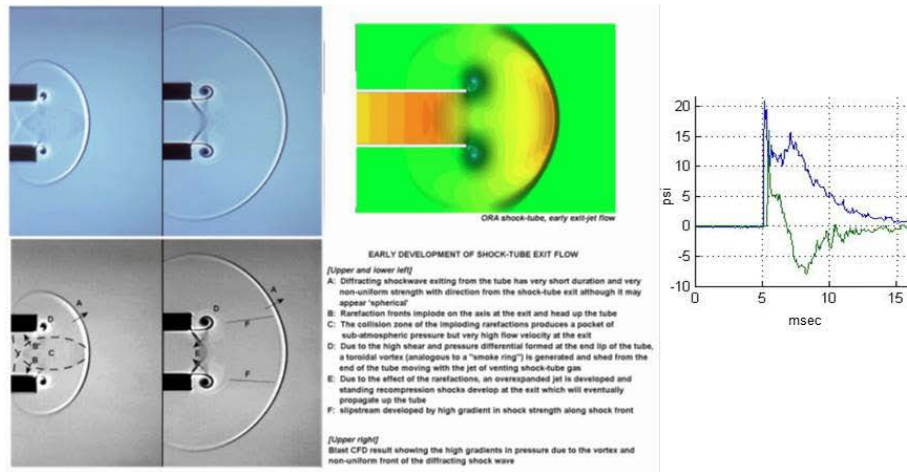 ORA shock-tube, early exit-jet flow
EARLY DEVELOPMENT OF SHOCK-TUBE EXIT FLOW
[Upper and lower left]
A: Diffracting shockwave exiting from the tube has very short duration and very
non-uniform strength with direction from the shock-tube exit although it may
appear 'spherical'
B: Rarefaction fronts implode on the axis at the exit and head up the tube
C: The collision zone of the imploding rarefactions produces a pocket of
sub-atmospheric pressure but very high flow velocity at the exit
D: Due to the high shear and pressure differential formed at the end lip of the tube,
a toroidal vortex (analogous to a "smoke ring") is generated and shed from the
end of the tube moving with the jet of venting shock-tube gas
E: Due to the effect of the rarefactions, an overexpanded jet is developed and
standing recompression shocks develop at the exit which will eventually
propagate up the tube
F: slipstream developed by high gradient in shock strength along shock front
[Upper right]
Blast CFD result showing the high gradients in pressure due to the vortex and
non-uniform front of the diffracting shock wave
A
D
B
C
B
A
D
F
E
F
20
15
10
5
0
-5
-10
psi
0
5
10
15
msec